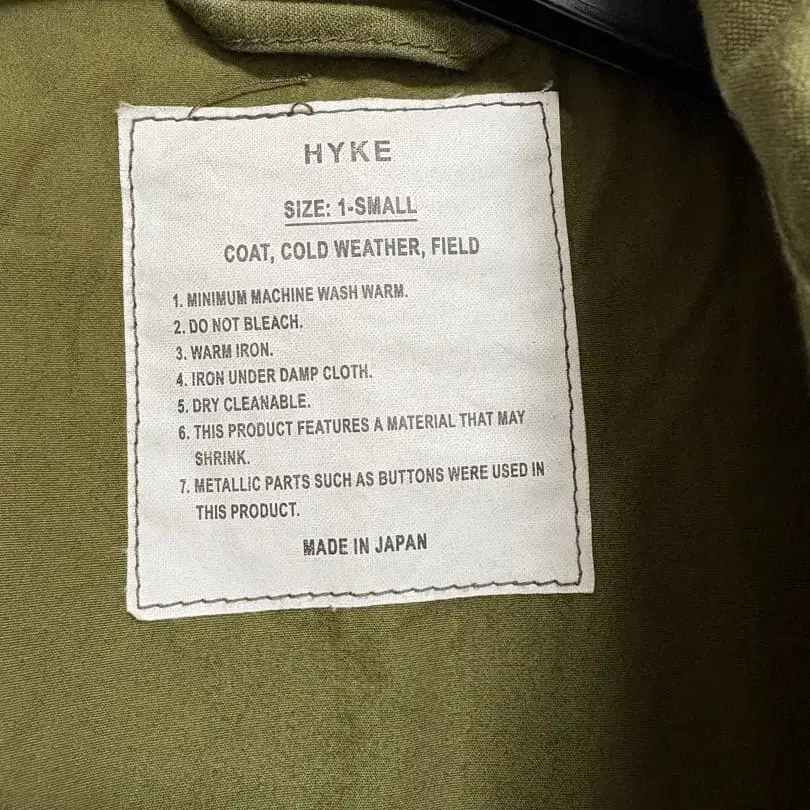 HYKE
SIZE: 1-SMALL
COAT, COLD WEATHER, FIELD
1. MINIMUM MACHINE WASH WARM.
2. DO NOT BLEACH.
3. WARM IRON.
4. IRON UNDER DAMP CLOTH.
5. DRY CLEANABLE.
6. THIS PRODUCT FEATURES A MATERIAL THAT MAY
SHRINK.
7. METALLIC PARTS SUCH AS BUTTONS WERE USED IN
THIS PRODUCT.
MADE IN JAPAN